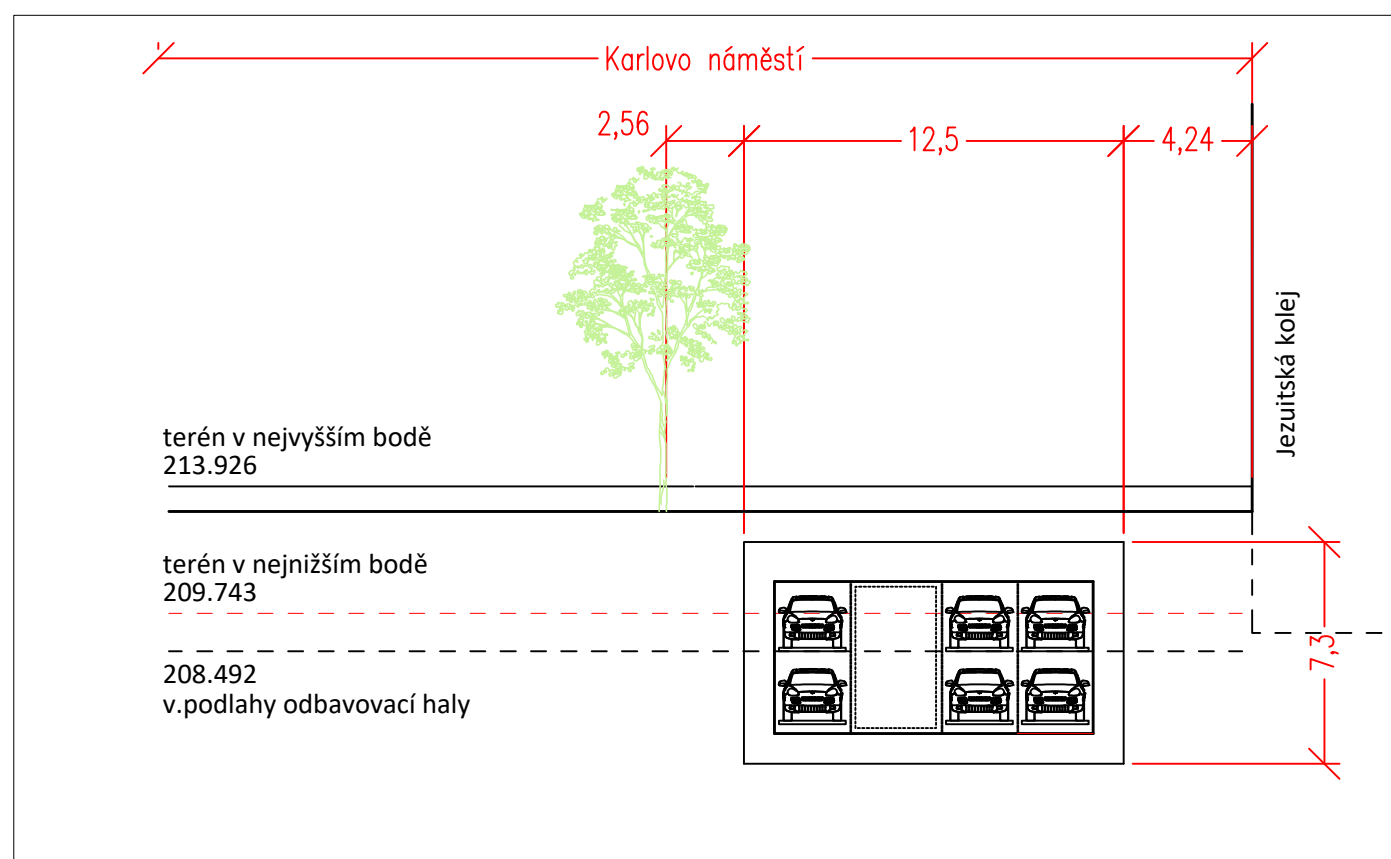 Karlovo náměstí
2,56
12,5
4,24
Jezuitská kolej
terén v nejvyšším bodě
213.926
terén v nejnižším bodě
209.743
7,3
208.492
v.podlahy odbavovací haly